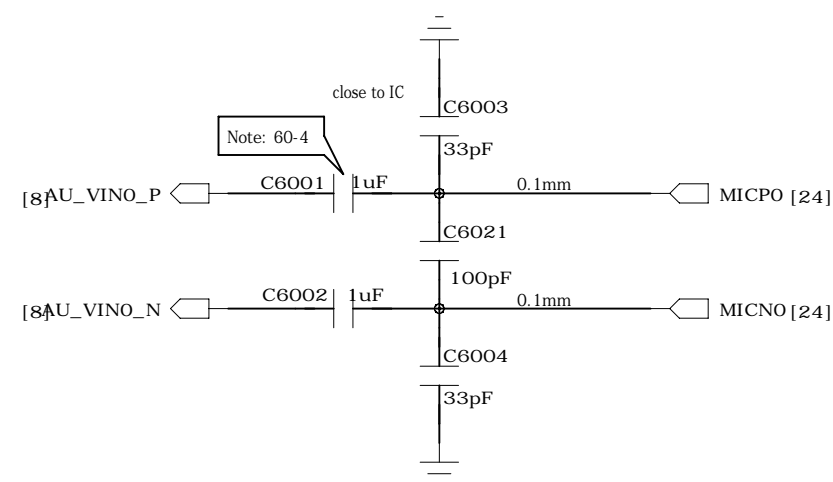 close to IC
C6003
Note: 60-4
33pF
[8]AU_VIN0_P C6001 1uF 0.1mm MICP0 [24]
C6021
100pF
[8]AU_VIN0_N C6002 1uF 0.1mm MICN0 [24]
C6004
33pF